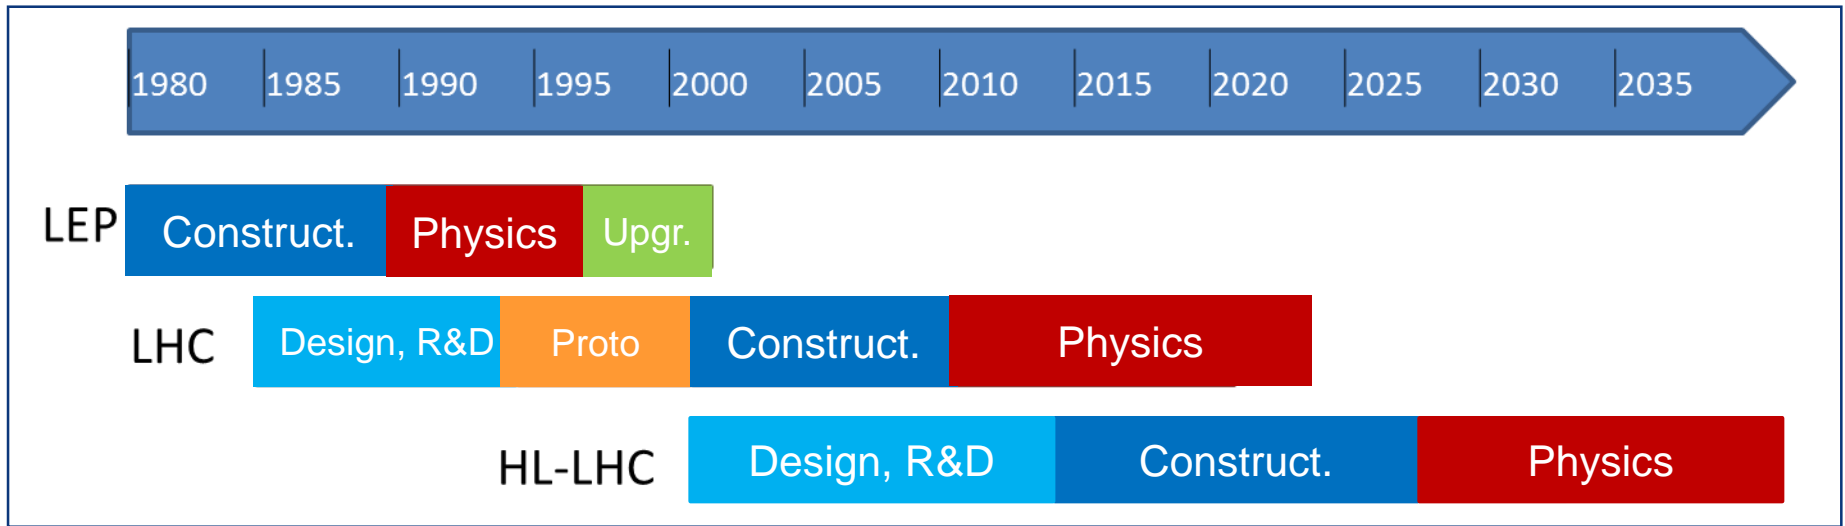 1980 1985 1990 1995 2000 2005 2010 2015 2020 2025 2030 2035
LEP Construct. Physics Upgr.
LHC Design, R&D Proto Construct. Physics
HL-LHC Design, R&D Construct. Physics